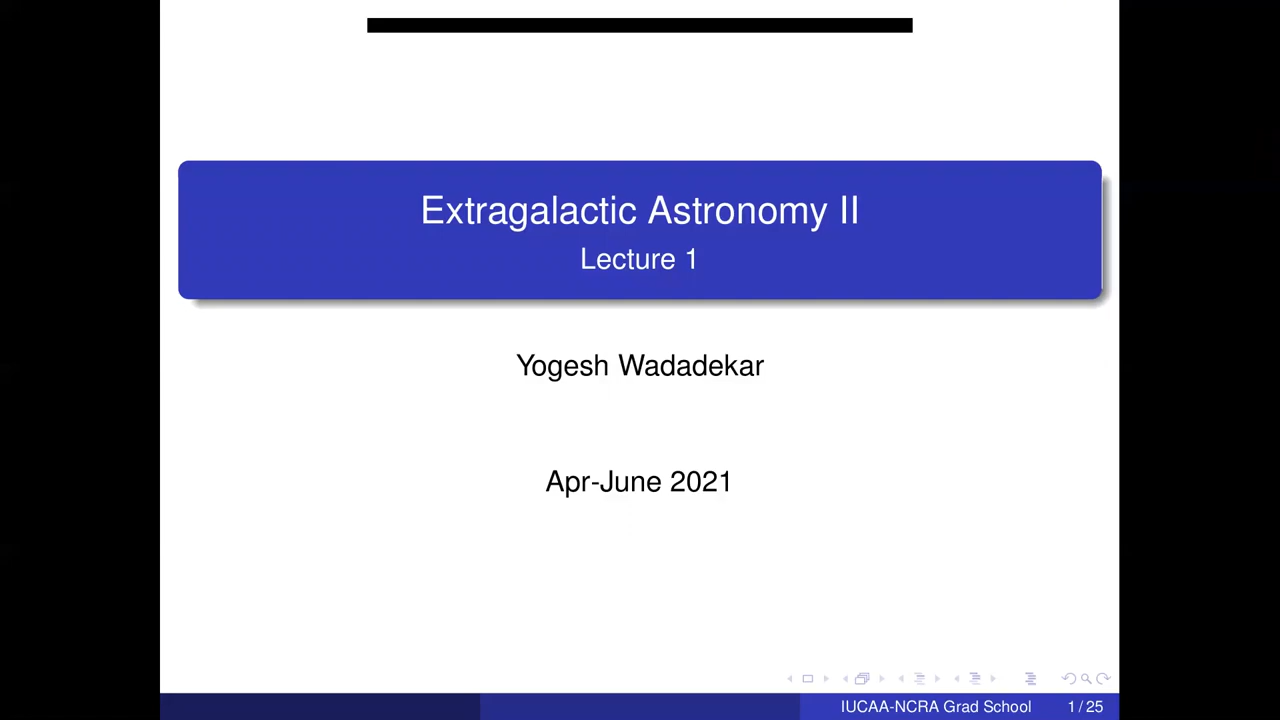 Extragalactic Astronomy II
Lecture 1
Yogesh Wadadekar
Apr-June 2021
IUCAA-NCRA Grad School 1 / 25